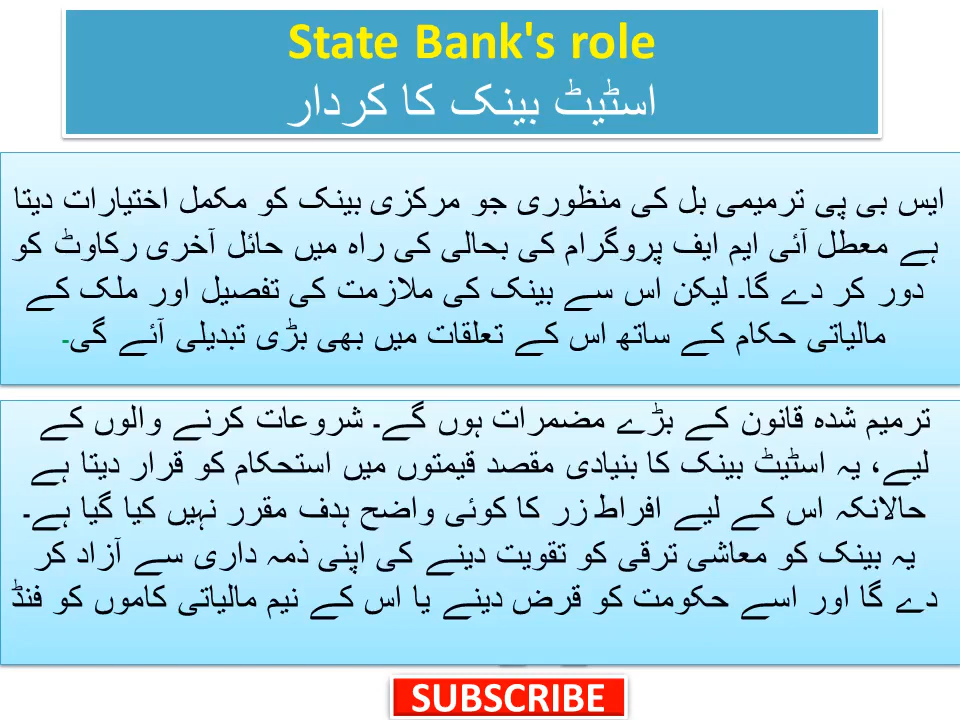 State Bank's role
اسٹیٹ بینک کا کردار
ایس بی پی ترمیمی بل کی منظوری جو مرکزی بینک کو مکمل اختیارات دیتا
ہے معطل آئی ایم ایف پروگرام کی بحالی کی راہ میں حائل آخری رکاوٹ کو
دور کر دے گا۔ لیکن اس سے بینک کی ملازمت کی تفصیل اور ملک کے
مالیاتی حکام کے ساتھ اس کے تعلقات میں بھی بڑی تبدیلی آئے گی۔
ترمیم شدہ قانون کے بڑے مضمرات ہوں گے۔ شروعات کرنے والوں کے
لیے، یہ اسٹیٹ بینک کا بنیادی مقصد قیمتوں میں استحکام کو قرار دیتا ہے
حالانکہ اس کے لیے افراط زر کا کوئی واضح ہدف مقرر نہیں کیا گیا ہے۔
یہ بینک کو معاشی ترقی کو تقویت دینے کی اپنی ذمہ داری سے آزاد کر
دے گا اور اسے حکومت کو قرض دینے یا اس کے نیم مالیاتی کاموں کو فنڈ
SUBSCRIBE